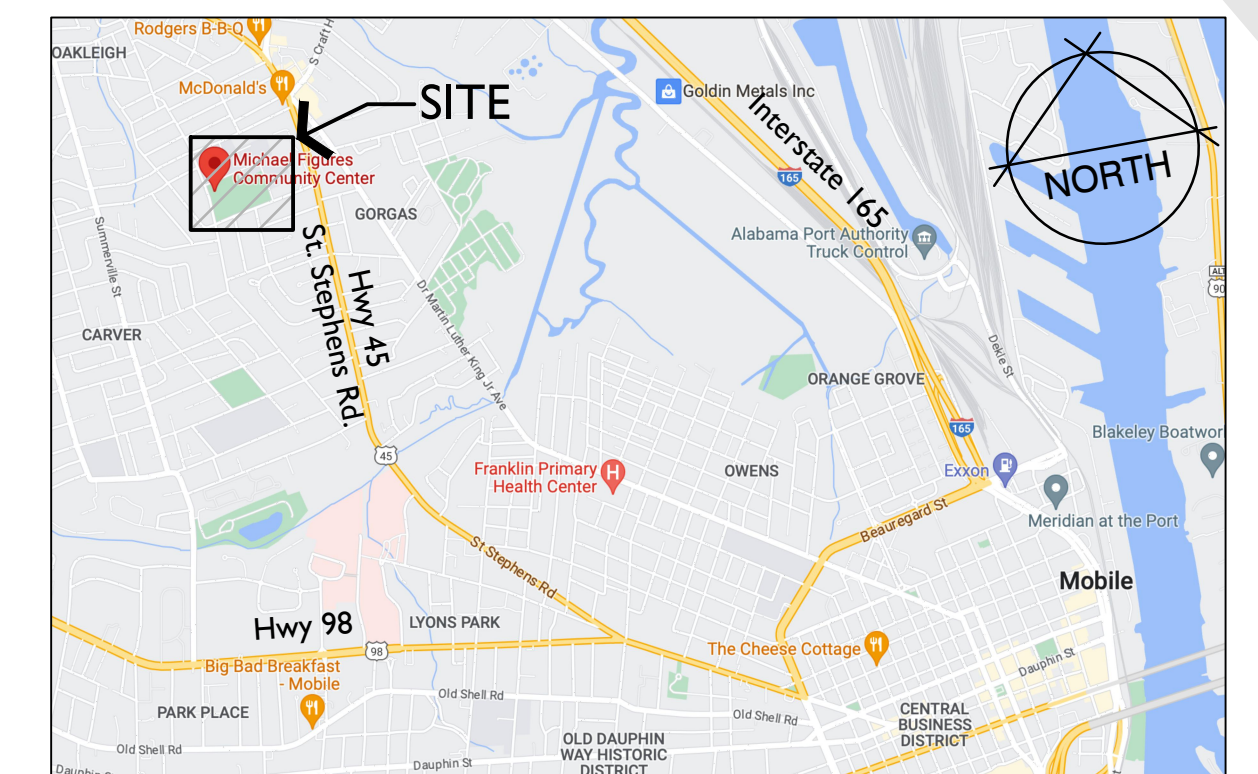 Rodgers B-B-Q
OAKLEIGH
S Craft H
McDonald's
SITE
Goldin Metals Inc
Interstate 165
165
NORTH
Michael Figures
Community Center
GORGAS
Alabama Port Authority
Truck Control
Summerville St
St. Stephens Rd.
Hwy 45
Dr Martin Luther King Jr Ave
ALT
90
CARVER
Dekle St
ORANGE GROVE
165
Blakeley Boatwor
45
Franklin Primary
Health Center
OWENS
Exxon
Meridian at the Port
Beauregard St
St Stephens Rd
Mobile
Hwy 98
LYONS PARK
98
The Cheese Cottage
Big Bad Breakfast
- Mobile
Dauphin St
Old Shell Rd
PARK PLACE
Old Shell Rd
CENTRAL
BUSINESS
DISTRICT
Old Shell Rd
OLD DAUPHIN
WAY HISTORIC
DISTRICT
Dauphin St